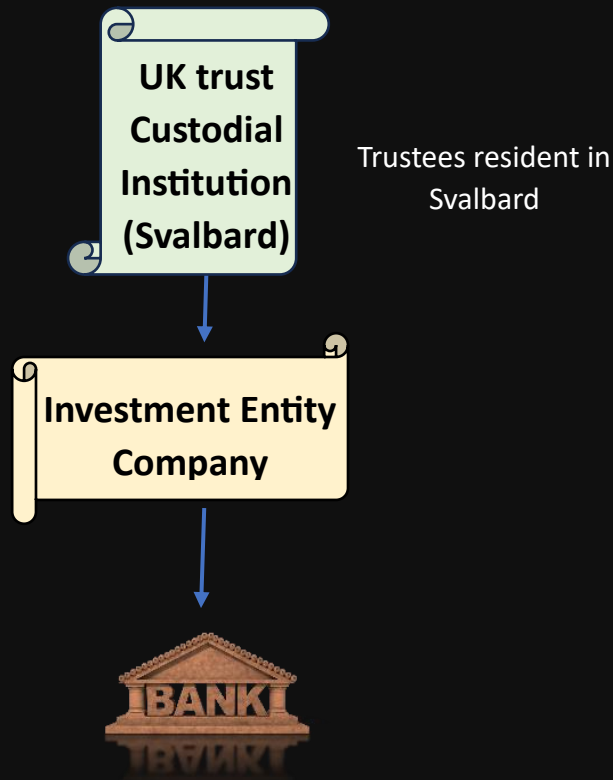 UK trust
Custodial
Institution
(Svalbard)
Trustees resident in
Svalbard
Investment Entity
Company
BANK